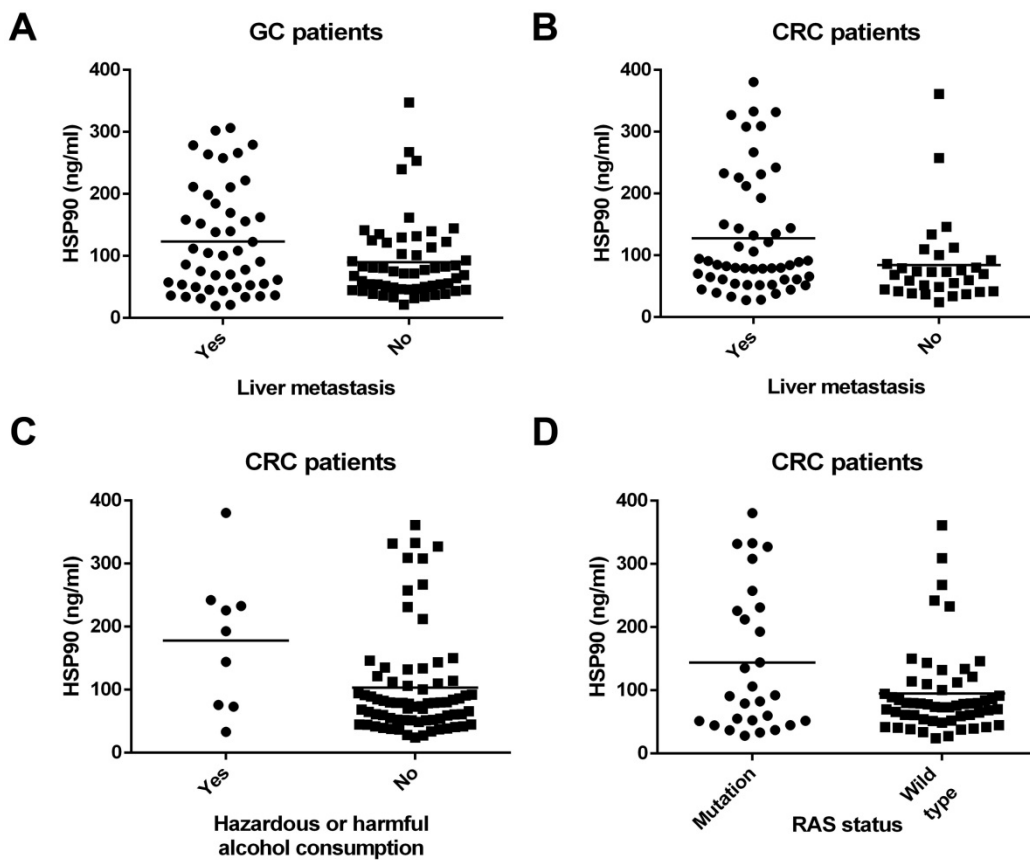 A
GC patients
HSP90 (ng/ml)
400
300
200
100
0
Yes
No
Liver metastasis
B
CRC patients
HSP90 (ng/ml)
400
300
200
100
0
Yes
No
Liver metastasis
C
CRC patients
HSP90 (ng/ml)
400
300
200
100
0
Yes
No
Hazardous or harmful
alcohol consumption
D
CRC patients
HSP90 (ng/ml)
400
300
200
100
0
Mutation
Wild
type
RAS status